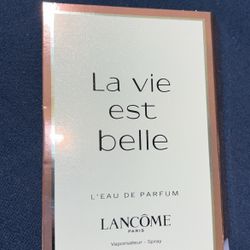 La vie
est
belle
L'EAU DE PARFUM
LANCÔME
PARIS
Vaporisateur - Spray